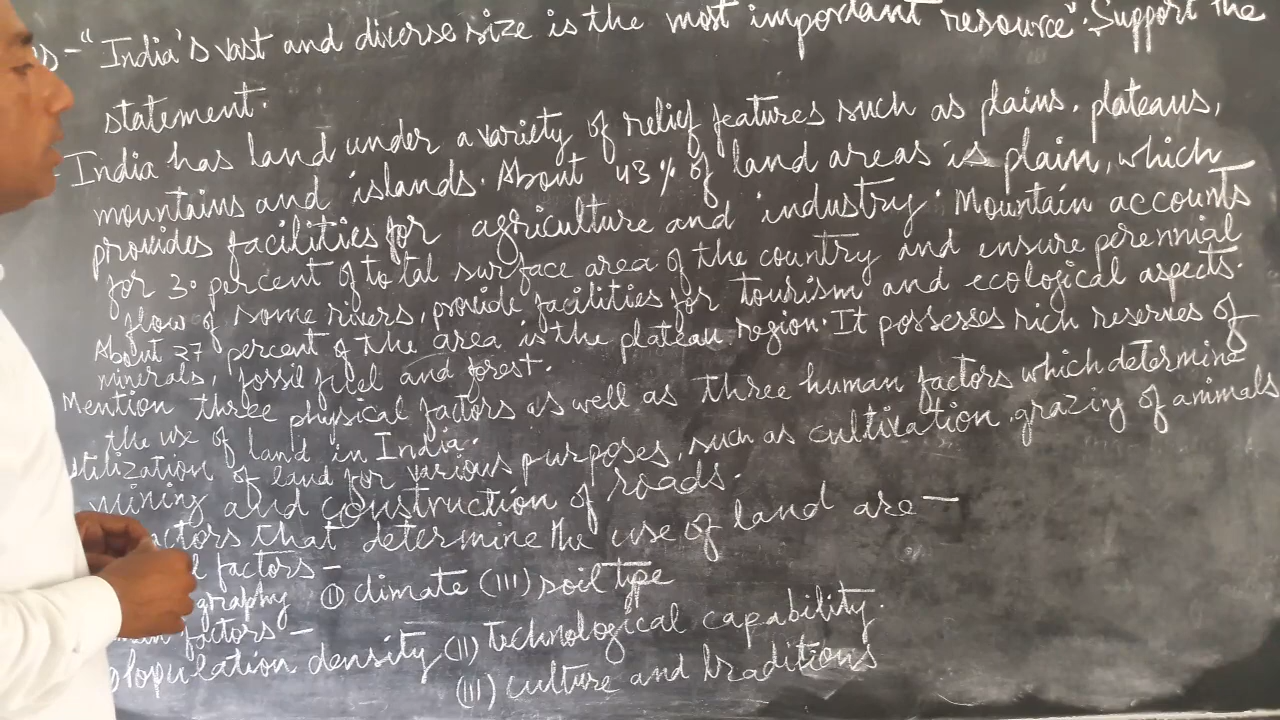 s - "India's vast and diverse size is the most important resource". Support the
statement.
- India has land under a variety of relief features such as plains, plateaus,
mountains and islands. About 43% of land areas is plain, which
provides facilities for agriculture and industry. Mountain accounts
for 30 percent of total surface area of the country and ensure perennial
flow of some rivers, provide facilities for tourism and ecological aspects.
About 27 percent of the area is the plateau region. It possesses rich reserves of
minerals, fossil fuel and forest.
Mention three physical factors as well as three human factors which determine
the use of land in India.
utilization of land for various purposes, such as cultivation, grazing of animals
mining and construction of roads.
actors that determine the use of land are -
l factors -
graphy (II) climate (III) soil type
factors -
Population density (II) technological capability.
(III) culture and traditions